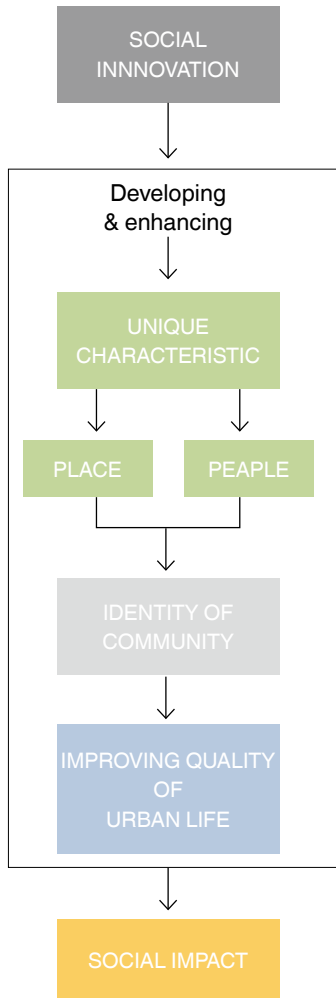 SOCIAL
INNNOVATION
Developing
& enhancing
UNIQUE
CHARACTERISTIC
PLACE
PEAPLE
IDENTITY OF
COMMUNITY
IMPROVING QUALITY
OF
URBAN LIFE
SOCIAL IMPACT